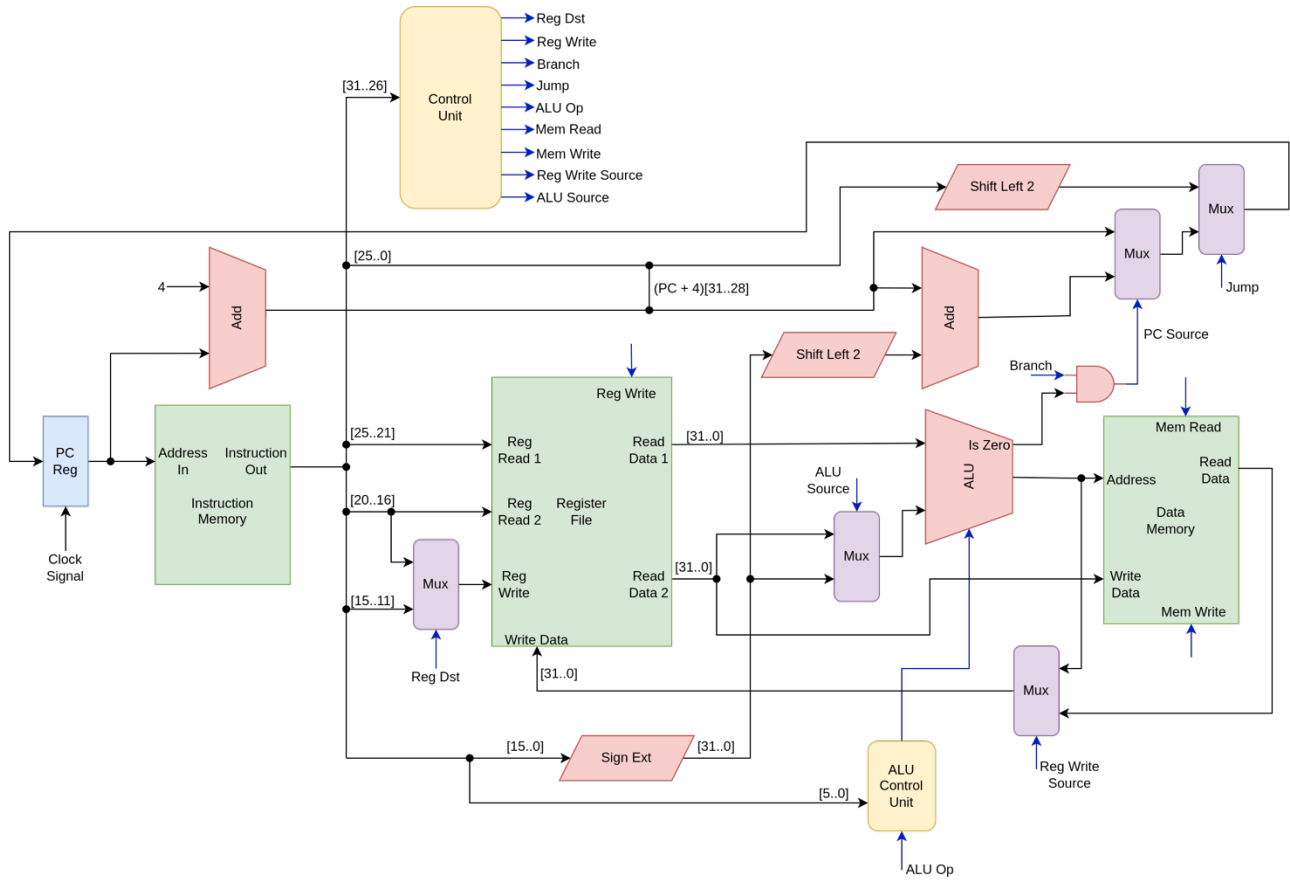 Reg Dst
Reg Write
Branch
Jump
ALU Op
Mem Read
Mem Write
Reg Write Source
ALU Source
[31..26]
Control
Unit
Shift Left 2
Mux
Jump
[25..0]
(PC + 4)[31..28]
4
Add
Add
Mux
PC Source
Shift Left 2
Branch
PC
Reg
Clock
Signal
Address
In
Instruction
Out
Instruction
Memory
[25..21]
[20..16]
[15..11]
Mux
Reg Dst
Reg Write
Reg
Read 1
Read
Data 1
Reg
Read 2
Register
File
Reg
Write
Read
Data 2
Write Data
[31..0]
[31..0]
[31..0]
ALU
Source
Mux
Is Zero
ALU
Mem Read
Address
Read
Data
Data
Memory
Write
Data
Mem Write
Mux
Reg Write
Source
[15..0]
Sign Ext
[31..0]
[5..0]
ALU
Control
Unit
ALU Op